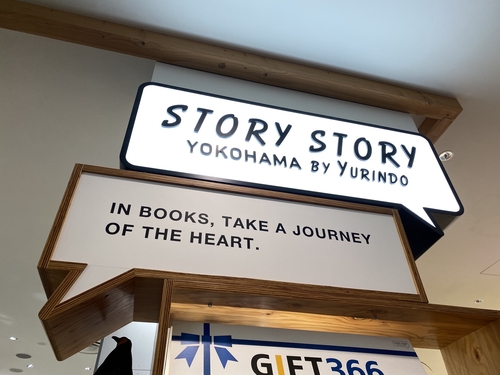 STORY STORY
YOKOHAMA BY YURINDO
IN BOOKS, TAKE A JOURNEY
OF THE HEART.
GIFT366